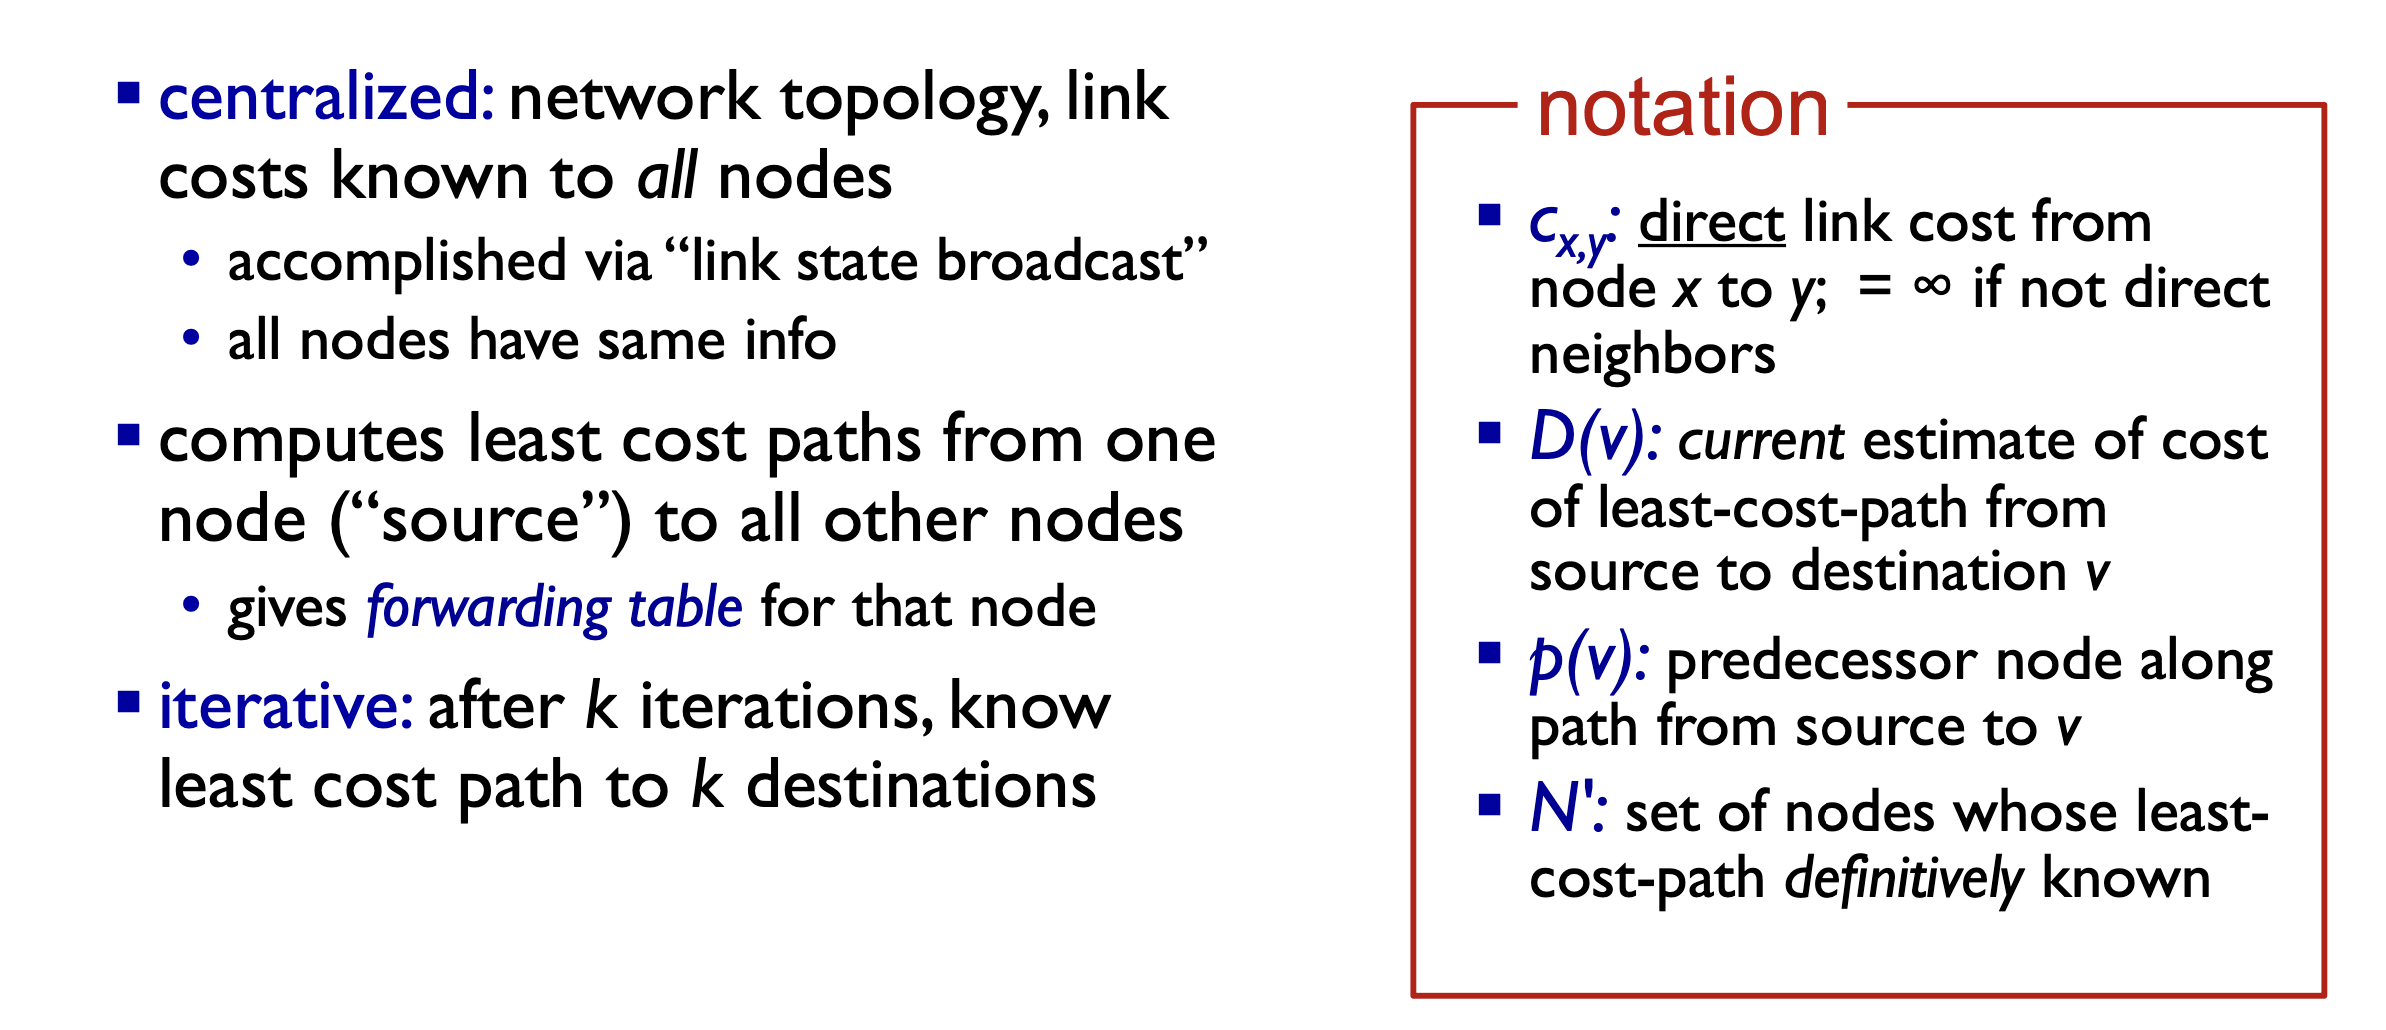 ▪ centralized: network topology, link
costs known to all nodes
• accomplished via “link state broadcast”
• all nodes have same info
▪ computes least cost paths from one
node (“source”) to all other nodes
• gives forwarding table for that node
▪ iterative: after k iterations, know
least cost path to k destinations
notation
▪ cx,y: direct link cost from
node x to y; = ∞ if not direct
neighbors
▪ D(v): current estimate of cost
of least-cost-path from
source to destination v
▪ p(v): predecessor node along
path from source to v
▪ N': set of nodes whose least-
cost-path definitively known